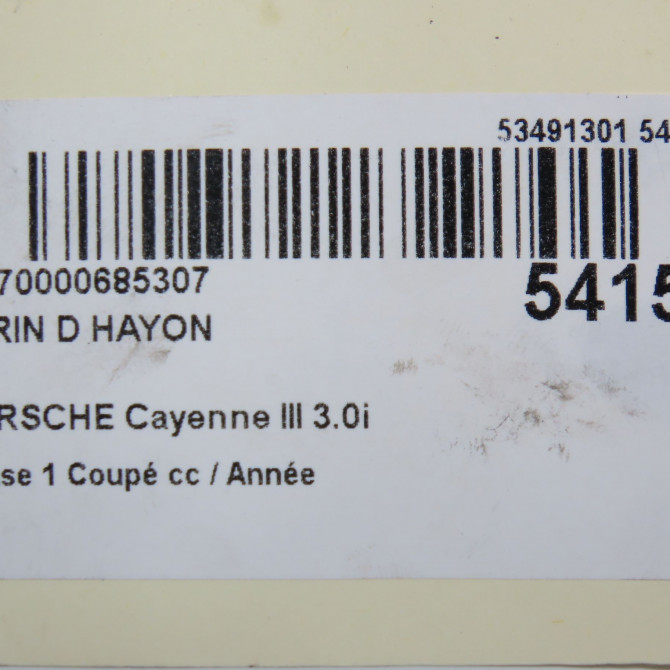 53491301 54
70000685307
5415
RIN D HAYON
RSCHE Cayenne III 3.0i
se 1 Coupé cc / Année